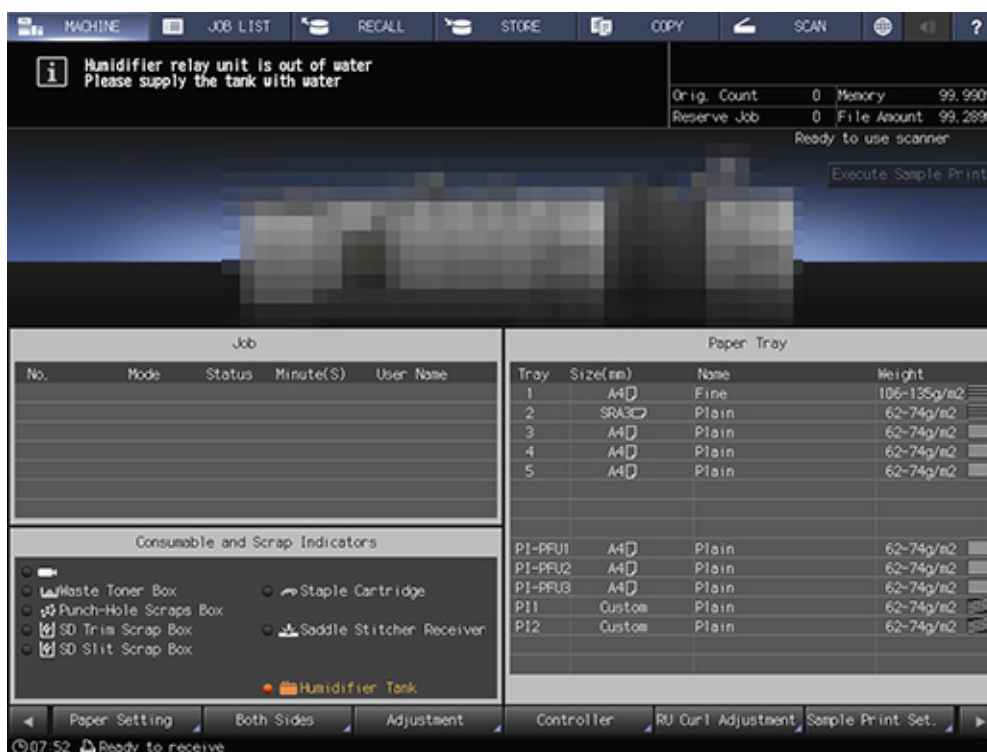 MACHINE JOB LIST RECALL STORE COPY SCAN ?
Humidifier relay unit is out of water
Please supply the tank with water
Orig. Count 0 Memory 99.990
Reserve Job 0 File Amount 99.289
Ready to use scanner
Execute Sample Print
Job
No. Mode Status Minute(S) User Name
Paper Tray
Tray Size(mm) Name Weight
1 A4 Fine 106-135g/m2
2 SRA3 Plain 62-74g/m2
3 A4 Plain 62-74g/m2
4 A4 Plain 62-74g/m2
5 A4 Plain 62-74g/m2
PI-PFU1 A4 Plain 62-74g/m2
PI-PFU2 A4 Plain 62-74g/m2
PI-PFU3 A4 Plain 62-74g/m2
PI1 Custom Plain 62-74g/m2
PI2 Custom Plain 62-74g/m2
Consumable and Scrap Indicators
Waste Toner Box
Staple Cartridge
Punch-Hole Scraps Box
SD Trim Scrap Box
Saddle Stitcher Receiver
SD Slit Scrap Box
Humidifier Tank
Paper Setting Both Sides Adjustment Controller RU Curl Adjustment Sample Print Set.
07:52 Ready to receive